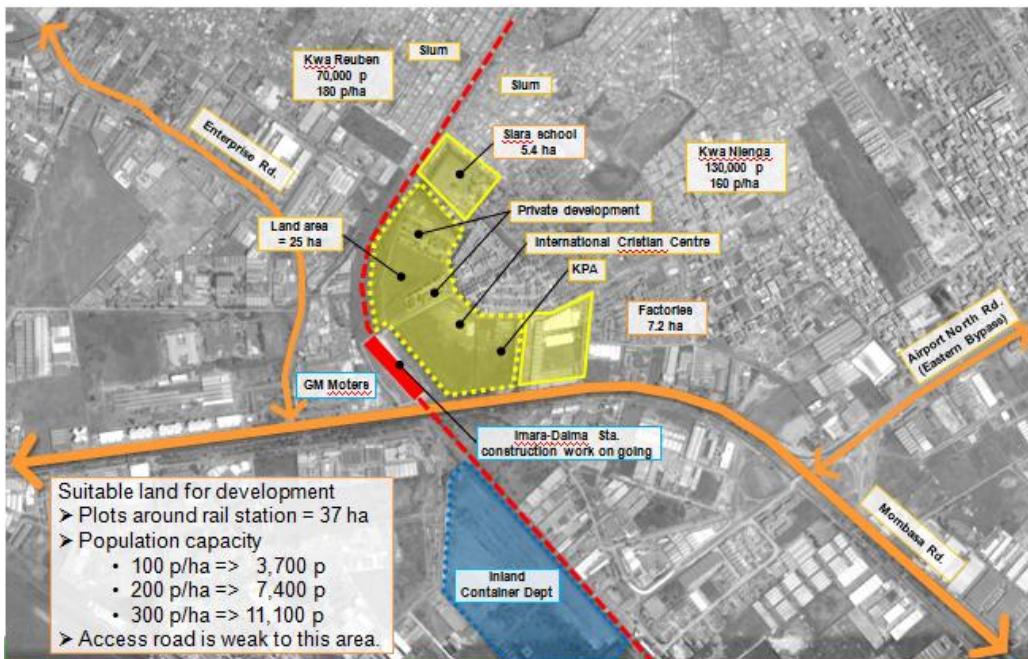 Slum
Kwa Reuben
70,000 p
180 p/ha
Slum
Siara school
5.4 ha
Enterprise Rd.
Kwa Nienga
130,000 p
160 p/ha
Private development
Land area
= 25 ha
International Cristian Centre
KPA
Factories
7.2 ha
Airport North Rd.
(Eastern Bypass)
GM Moters
Imara-Daima Sta.
construction work on going
Suitable land for development
➢ Plots around rail station = 37 ha
➢ Population capacity
• 100 p/ha => 3,700 p
• 200 p/ha => 7,400 p
• 300 p/ha => 11,100 p
➢ Access road is weak to this area.
Mombasa Rd.
Inland
Container Dept